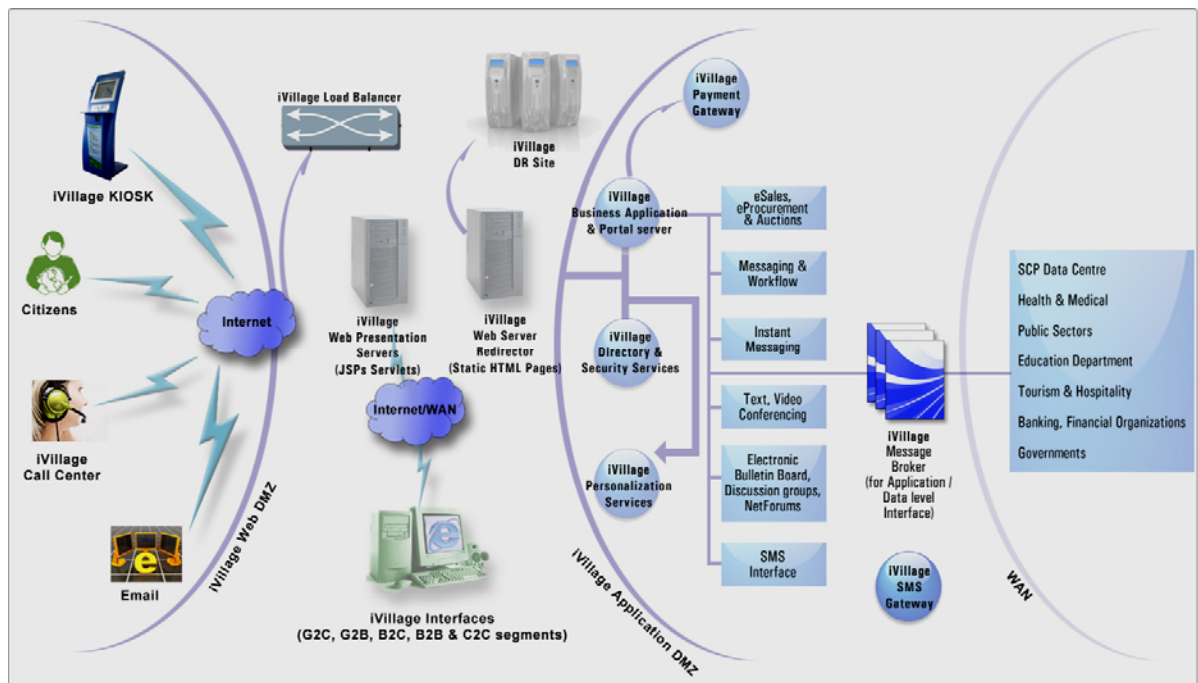 iVillage KIOSK
Citizens
iVillage
Call Center
e
Email
Internet
iVillage Web DMZ
iVillage Load Balancer
iVillage
DR Site
iVillage
Web Presentation
Servers
(JSPs Servlets)
iVillage
Web Server
Redirector
(Static HTML Pages)
Internet/WAN
iVillage Interfaces
(G2C, G2B, B2C, B2B & C2C segments)
iVillage Application DMZ
iVillage
Payment
Gateway
iVillage
Business Application
& Portal server
iVillage
Directory &
Security Services
iVillage
Personalization
Services
eSales,
eProcurement
& Auctions
Messaging &
Workflow
Instant
Messaging
Text, Video
Conferencing
Electronic
Bulletin Board,
Discussion groups,
NetForums
SMS
Interface
iVillage
Message
Broker
(for Application /
Data level
Interface)
iVillage
SMS
Gateway
WAN
SCP Data Centre
Health & Medical
Public Sectors
Education Department
Tourism & Hospitality
Banking, Financial Organizations
Governments